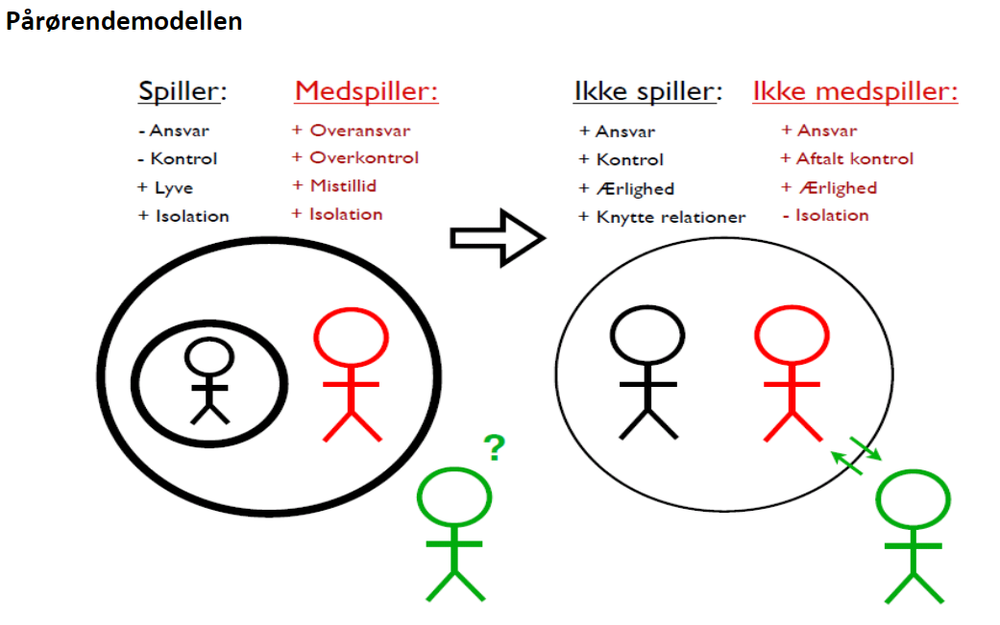 Pårørendemodellen
Spiller:
- Ansvar
- Kontrol
+ Lyve
+ Isolation
Medspiller:
+ Overansvar
+ Overkontrol
+ Mistillid
+ Isolation
Ikke spiller:
+ Ansvar
+ Kontrol
+ Ærlighed
+ Knytte relationer
Ikke medspiller:
+ Ansvar
+ Aftalt kontrol
+ Ærlighed
- Isolation
?